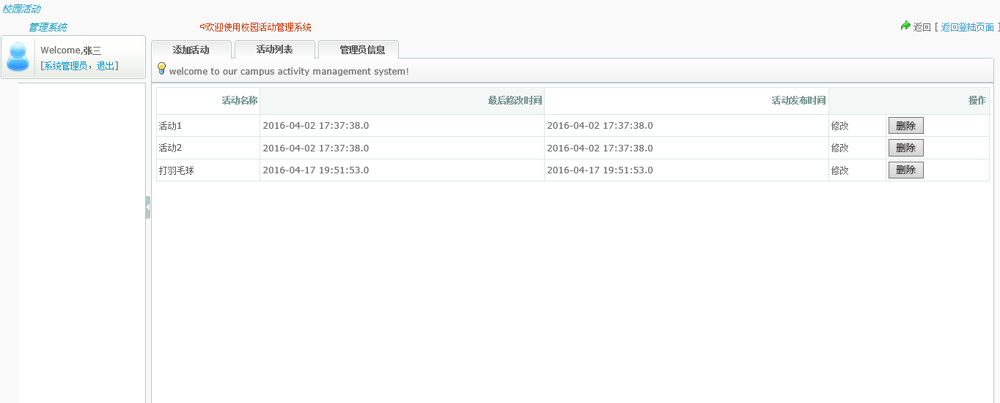 校园活动
管理系统
⇨欢迎使用校园活动管理系统
返回 [ 返回登陆页面 ]
Welcome,张三
[系统管理员，退出]
添加活动 活动列表 管理员信息
welcome to our campus activity management system!
活动名称 最后修改时间 活动发布时间 操作
活动1 2016-04-02 17:37:38.0 2016-04-02 17:37:38.0 修改 删除
活动2 2016-04-02 17:37:38.0 2016-04-02 17:37:38.0 修改 删除
打羽毛球 2016-04-17 19:51:53.0 2016-04-17 19:51:53.0 修改 删除